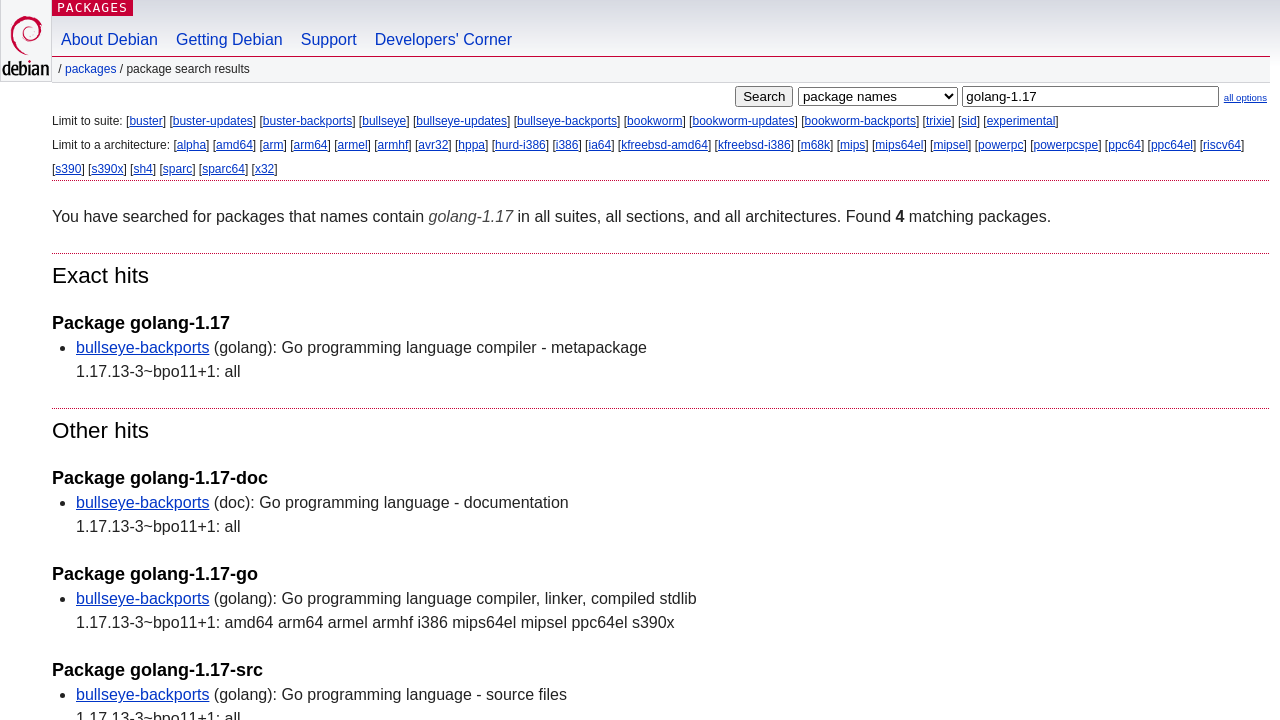 PACKAGES
About Debian Getting Debian Support Developers' Corner
debian
/ packages / package search results
Search package names golang-1.17 all options
Limit to suite: [buster] [buster-updates] [buster-backports] [bullseye] [bullseye-updates] [bullseye-backports] [bookworm] [bookworm-updates] [bookworm-backports] [trixie] [sid] [experimental]
Limit to a architecture: [alpha] [amd64] [arm] [arm64] [armel] [armhf] [avr32] [hppa] [hurd-i386] [i386] [ia64] [kfreebsd-amd64] [kfreebsd-i386] [m68k] [mips] [mips64el] [mipsel] [powerpc] [powerpcspe] [ppc64] [ppc64el] [riscv64]
[s390] [s390x] [sh4] [sparc] [sparc64] [x32]
You have searched for packages that names contain golang-1.17 in all suites, all sections, and all architectures. Found 4 matching packages.
Exact hits
Package golang-1.17
bullseye-backports (golang): Go programming language compiler - metapackage
1.17.13-3~bpo11+1: all
Other hits
Package golang-1.17-doc
bullseye-backports (doc): Go programming language - documentation
1.17.13-3~bpo11+1: all
Package golang-1.17-go
bullseye-backports (golang): Go programming language compiler, linker, compiled stdlib
1.17.13-3~bpo11+1: amd64 arm64 armel armhf i386 mips64el mipsel ppc64el s390x
Package golang-1.17-src
bullseye-backports (golang): Go programming language - source files
1.17.13-3~bpo11+1: all